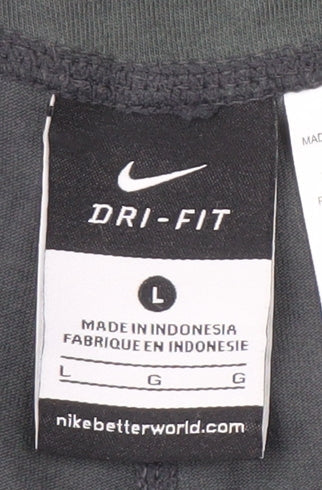 DRI-FIT
L
MADE IN INDONESIA
FABRIQUE EN INDONESIE
L G G
nikebetterworld.com